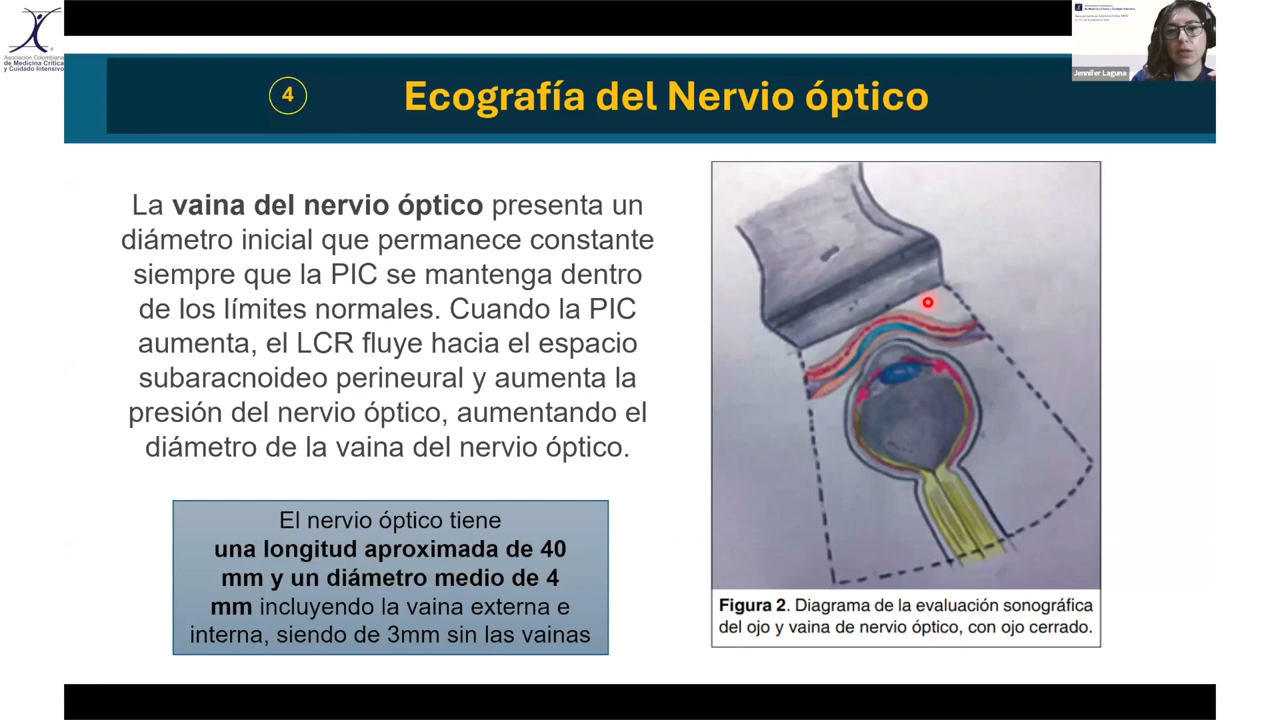 Asociación Colombiana
de Medicina Crítica
y Cuidado Intensivo
4
Ecografía del Nervio óptico
Jennifer Laguna
La vaina del nervio óptico presenta un
diámetro inicial que permanece constante
siempre que la PIC se mantenga dentro
de los límites normales. Cuando la PIC
aumenta, el LCR fluye hacia el espacio
subaracnoideo perineural y aumenta la
presión del nervio óptico, aumentando el
diámetro de la vaina del nervio óptico.
El nervio óptico tiene
una longitud aproximada de 40
mm y un diámetro medio de 4
mm incluyendo la vaina externa e
interna, siendo de 3mm sin las vainas
Figura 2. Diagrama de la evaluación sonográfica
del ojo y vaina de nervio óptico, con ojo cerrado.